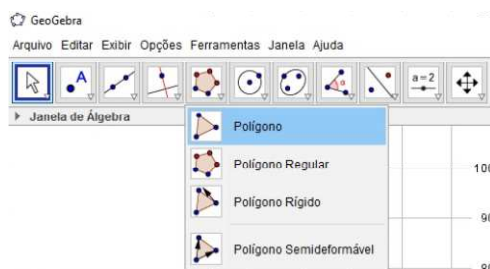 GeoGebra
Arquivo Editar Exibir Opções Ferramentas Janela Ajuda
A
α
a=2
Janela de Álgebra
Polígono
Polígono Regular
Polígono Rígido
Polígono Semideformável